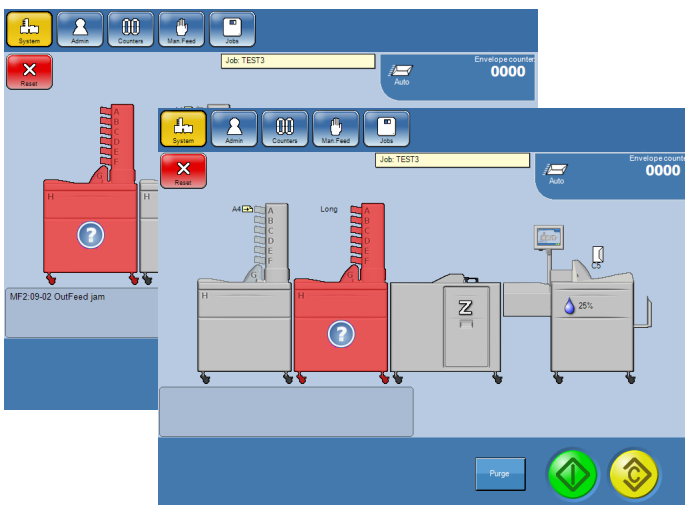 System
Admin
Counters
Man.Feed
Jobs
Job: TEST3
Envelope counter
0000
Auto
Reset
A
B
C
D
E
F
G
H
H
?
MF2:09-02 OutFeed jam
System
Admin
Counters
Man.Feed
Jobs
Job: TEST3
Envelope counte
0000
Auto
Reset
A4
Long
A
B
C
D
E
F
G
H
A
B
C
D
E
F
G
H
?
Z
C5
25%
Purge
C